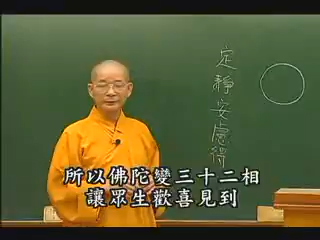 定靜安慮得
所以佛陀變三十二相
讓眾生歡喜見到